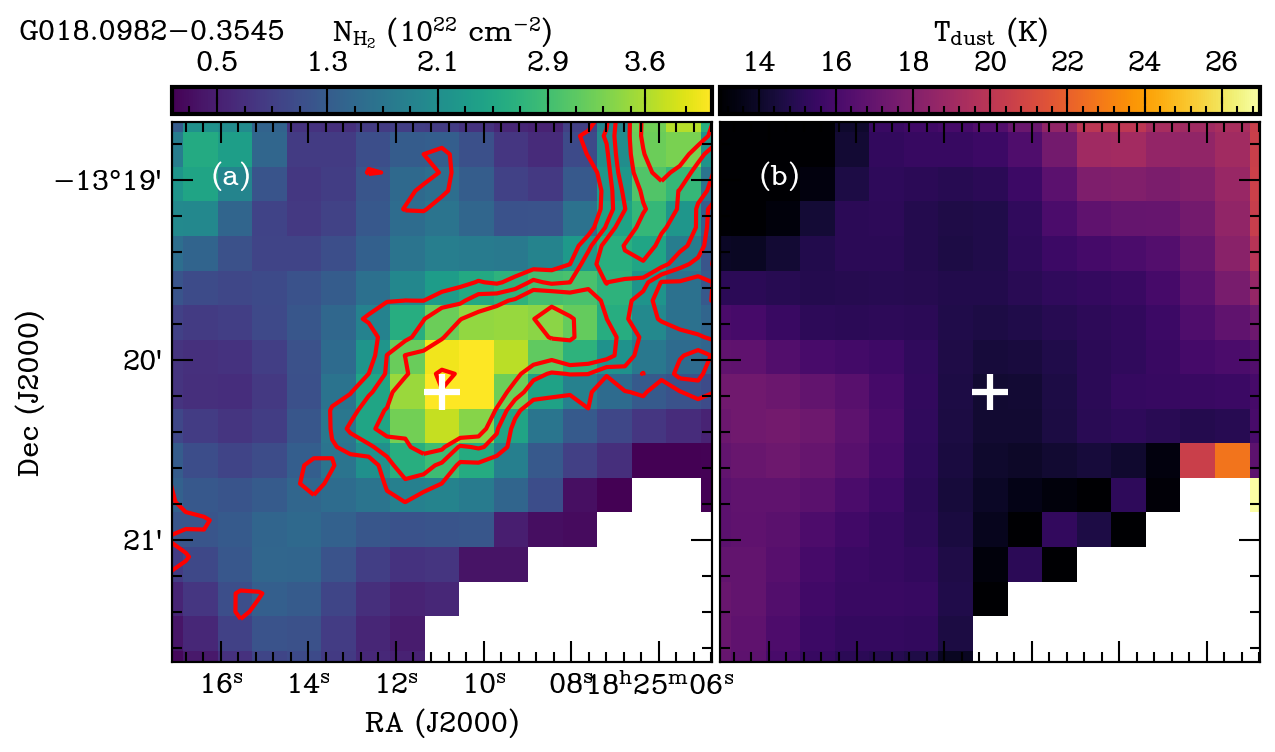 G018.0982−0.3545 N_H₂ (10²² cm⁻²) T_dust (K)
0.5 1.3 2.1 2.9 3.6 14 16 18 20 22 24 26
(a) (b)
−13°19'
20'
21'
Dec (J2000)
16ˢ 14ˢ 12ˢ 10ˢ 08ˢ 18ʰ25ᵐ06ˢ
RA (J2000)